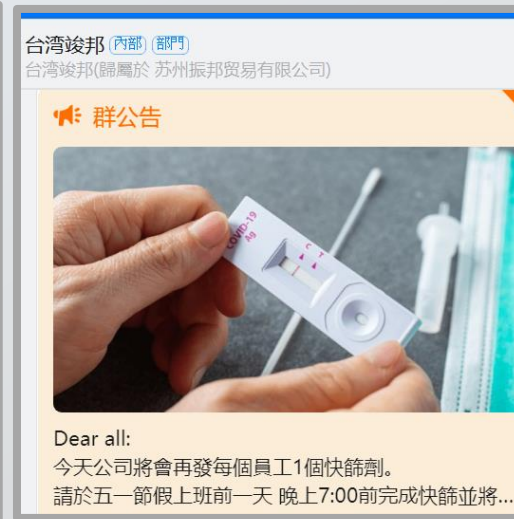 台湾竣邦 內部 部門
台湾竣邦(歸屬於 苏州振邦贸易有限公司)
群公告
COVID-19
Ag
C
T
Dear all:
今天公司將會再發每個員工1個快篩劑。
請於五一節假上班前一天 晚上7:00前完成快篩並將...